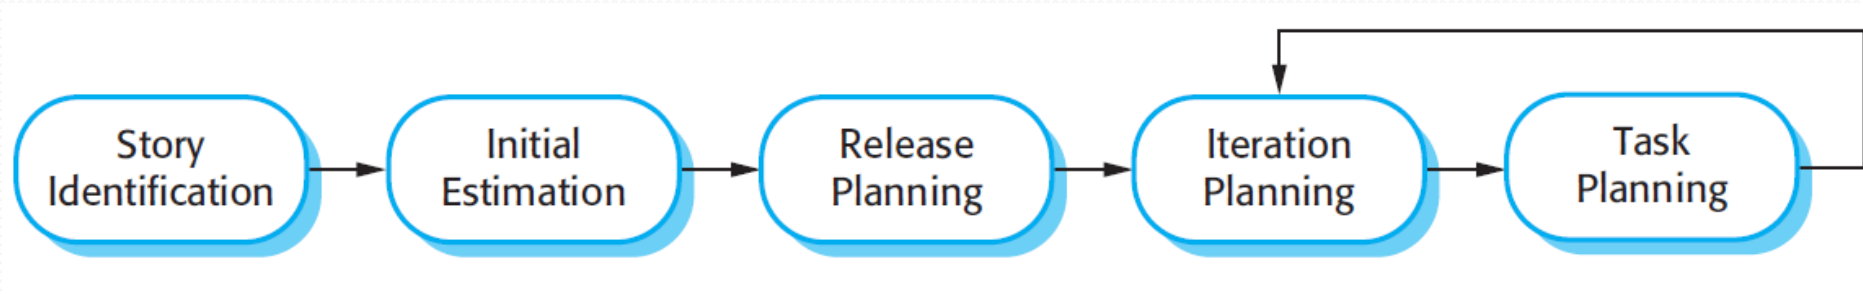 Story
Identification
Initial
Estimation
Release
Planning
Iteration
Planning
Task
Planning